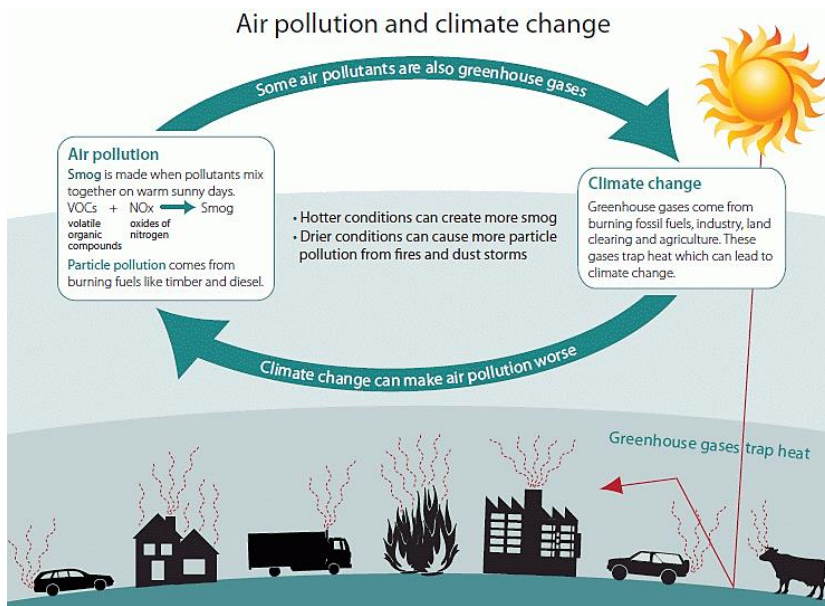 Air pollution and climate change
Some air pollutants are also greenhouse gases
Air pollution
Smog is made when pollutants mix
together on warm sunny days.
VOCs + NOx Smog
volatile organic compounds
oxides of nitrogen
Particle pollution comes from
burning fuels like timber and diesel.
• Hotter conditions can create more smog
• Drier conditions can cause more particle
pollution from fires and dust storms
Climate change
Greenhouse gases come from
burning fossil fuels, industry, land
clearing and agriculture. These
gases trap heat which can lead to
climate change.
Climate change can make air pollution worse
Greenhouse gases trap heat